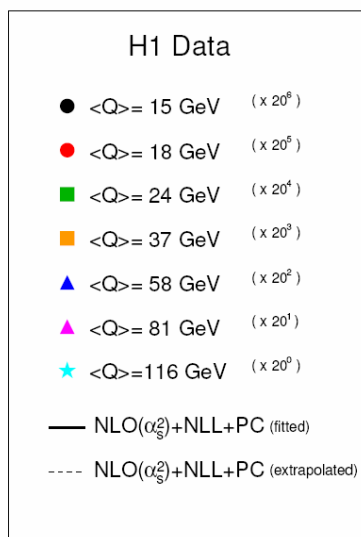 H1 Data
<Q>= 15 GeV ( x 20⁶ )
<Q>= 18 GeV ( x 20⁵ )
<Q>= 24 GeV ( x 20⁴ )
<Q>= 37 GeV ( x 20³ )
<Q>= 58 GeV ( x 20² )
<Q>= 81 GeV ( x 20¹ )
<Q>=116 GeV ( x 20⁰ )
NLO(αₛ²)+NLL+PC (fitted)
NLO(αₛ²)+NLL+PC (extrapolated)